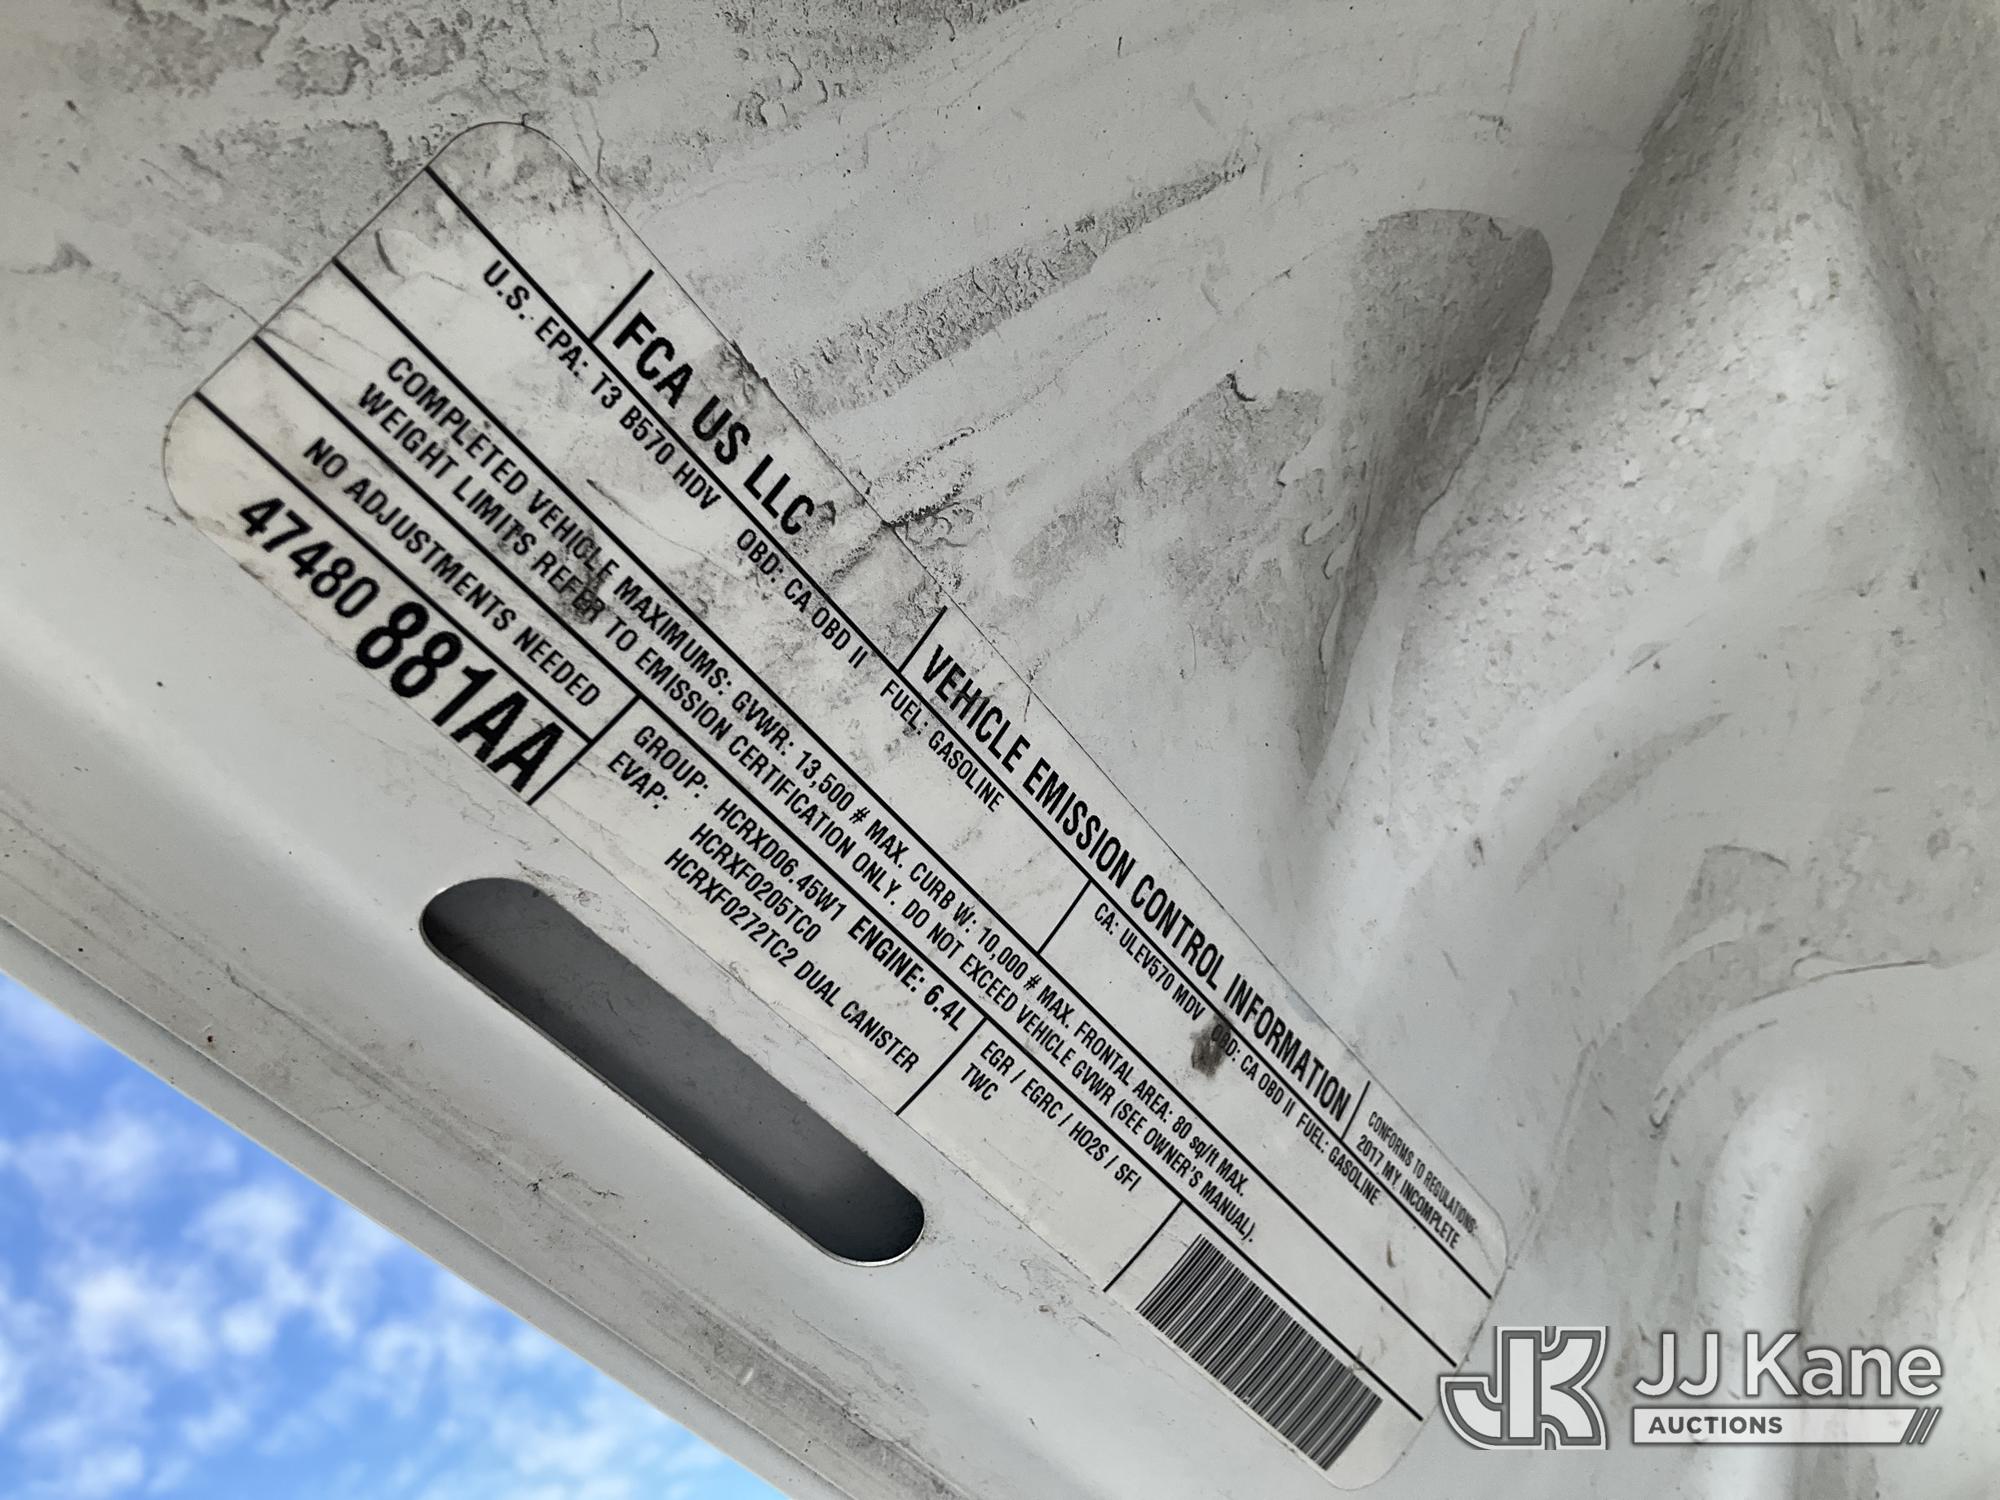 FCA US LLC
VEHICLE EMISSION CONTROL INFORMATION
CONFORMS TO REGULATIONS:
2017 MY. INCOMPLETE
U.S. EPA: T3 B570 HDV OBD: CA OBD II FUEL: GASOLINE
CA: ULEV570 MDV OBD: CA OBD II FUEL: GASOLINE
COMPLETED VEHICLE MAXIMUMS: GVWR: 13,500 # MAX. CURB W: 10,000 # MAX. FRONTAL AREA: 80 sq/ft MAX.
WEIGHT LIMITS REFER TO EMISSION CERTIFICATION ONLY. DO NOT EXCEED VEHICLE GVWR (SEE OWNER'S MANUAL).
NO ADJUSTMENTS NEEDED
47480 881AA
GROUP: HCRXD06.45W1 ENGINE: 6.4L
EVAP: HCRXF0205TC0
HCRXF0272TC2 DUAL CANISTER
EGR / EGRC / HO2S / SFI
TWC
JK JJ Kane
AUCTIONS